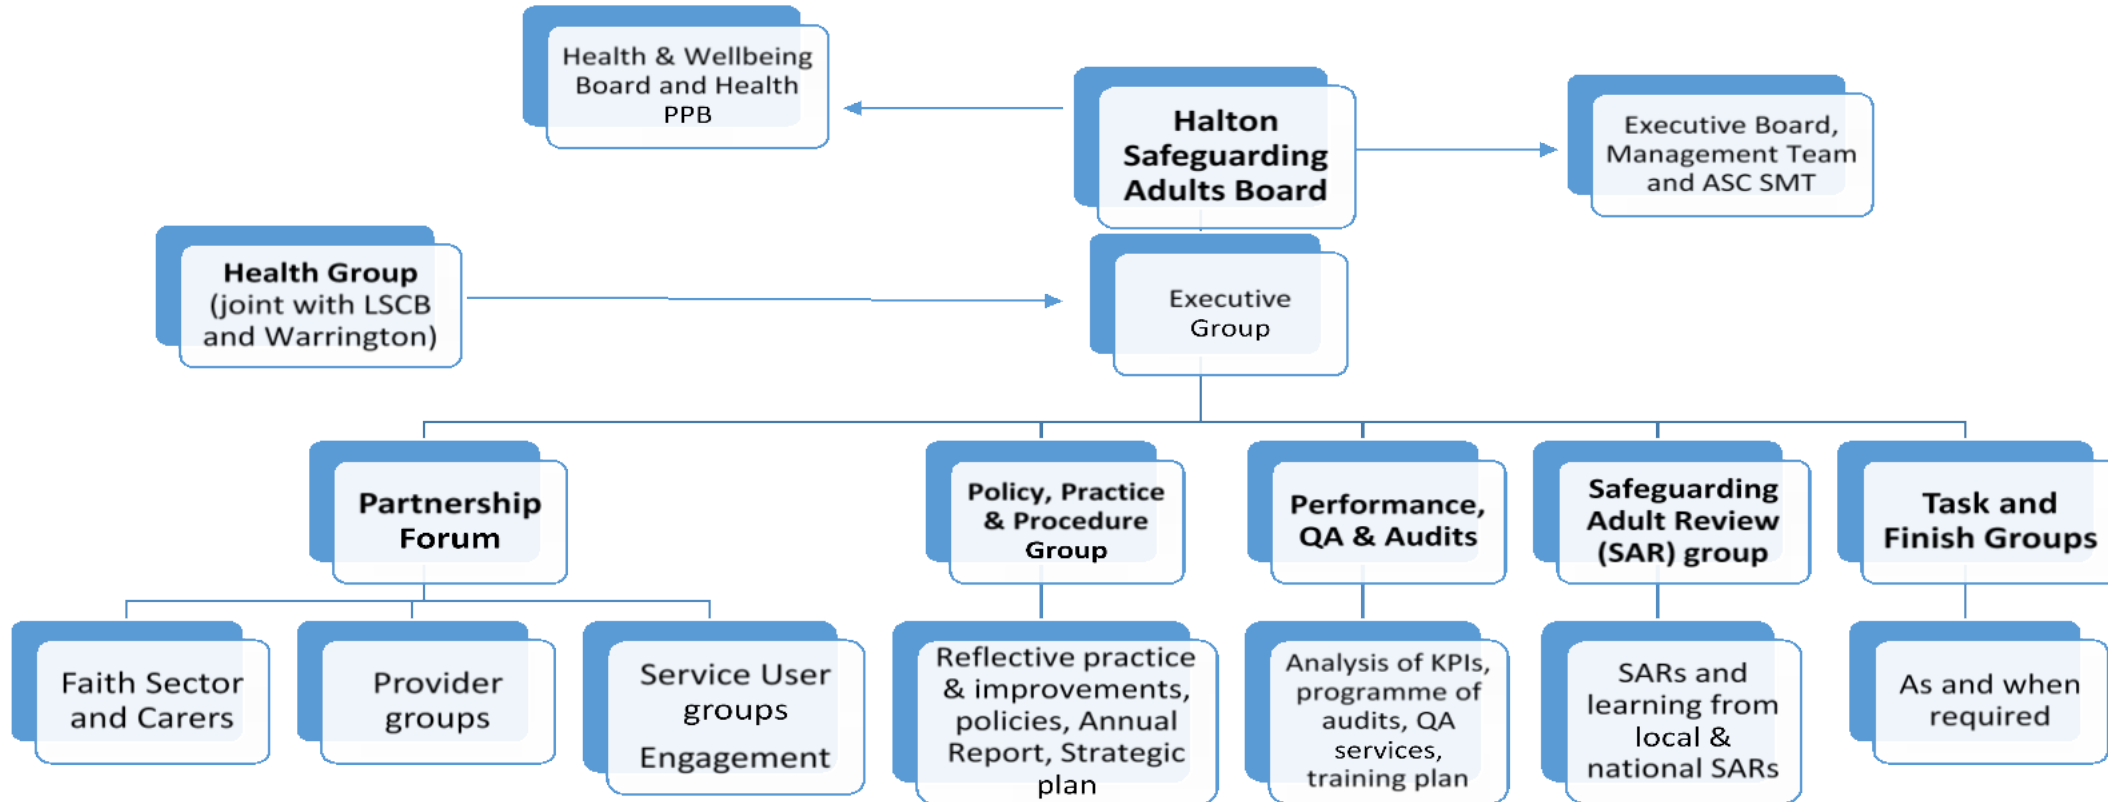 Health & Wellbeing
Board and Health
PPB
Halton
Safeguarding
Adults Board
Executive Board,
Management Team
and ASC SMT
Health Group
(joint with LSCB
and Warrington)
Executive
Group
Partnership
Forum
Policy, Practice
& Procedure
Group
Performance,
QA & Audits
Safeguarding
Adult Review
(SAR) group
Task and
Finish Groups
Faith Sector
and Carers
Provider
groups
Service User
groups
Engagement
Reflective practice
& improvements,
policies, Annual
Report, Strategic
plan
Analysis of KPIs,
programme of
audits, QA
services,
training plan
SARs and
learning from
local &
national SARs
As and when
required